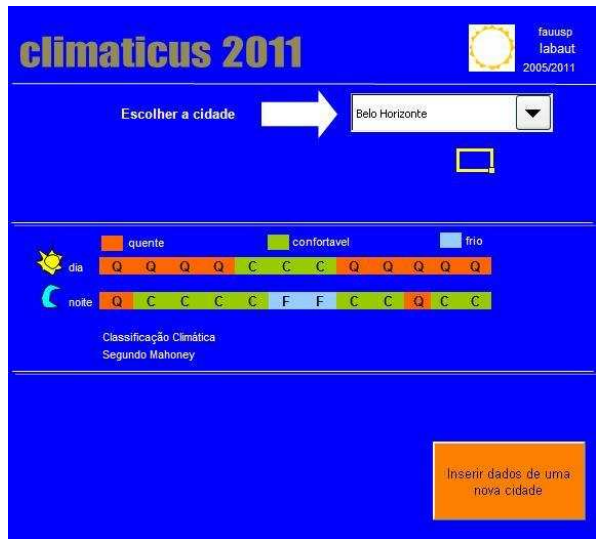 climaticus 2011
fauusp
labaut
2005/2011
Escolher a cidade
Belo Horizonte
quente confortavel frio
dia Q Q Q Q C C C Q Q Q Q Q
noite Q C C C C F F C C Q C C
Classificação Climática
Segundo Mahoney
Inserir dados de uma
nova cidade